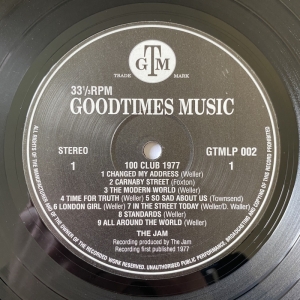 GTM
TRADE MARK
33⅓RPM
GOODTIMES MUSIC
STEREO GTMLP 002
1 1
100 CLUB 1977
1 CHANGED MY ADDRESS (Weller)
2 CARNABY STREET (Foxton)
3 THE MODERN WORLD (Weller)
4 TIME FOR TRUTH (Weller) 5 SO SAD ABOUT US (Townsend)
6 LONDON GIRL (Weller) 7 IN THE STREET TODAY (Weller/D. Waller)
8 STANDARDS (Weller)
9 ALL AROUND THE WORLD (Weller)
THE JAM
Recording produced by The Jam
Recording first published 1977
ALL RIGHTS OF THE MANUFACTURER AND OF THE OWNER OF THE RECORDED WORK RESERVED. UNAUTHORISED PUBLIC PERFORMANCE, BROADCASTING AND COPYING OF THIS RECORD PROHIBITED